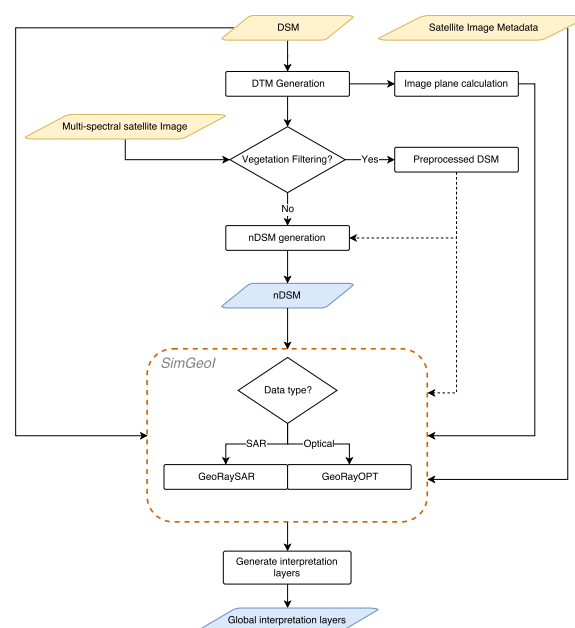 DSM
Satellite Image Metadata
DTM Generation
Image plane calculation
Multi-spectral satellite Image
Vegetation Filtering?
Yes
Preprocessed DSM
No
nDSM generation
nDSM
SimGeoI
Data type?
SAR
Optical
GeoRaySAR
GeoRayOPT
Generate interpretation
layers
Global interpretation layers